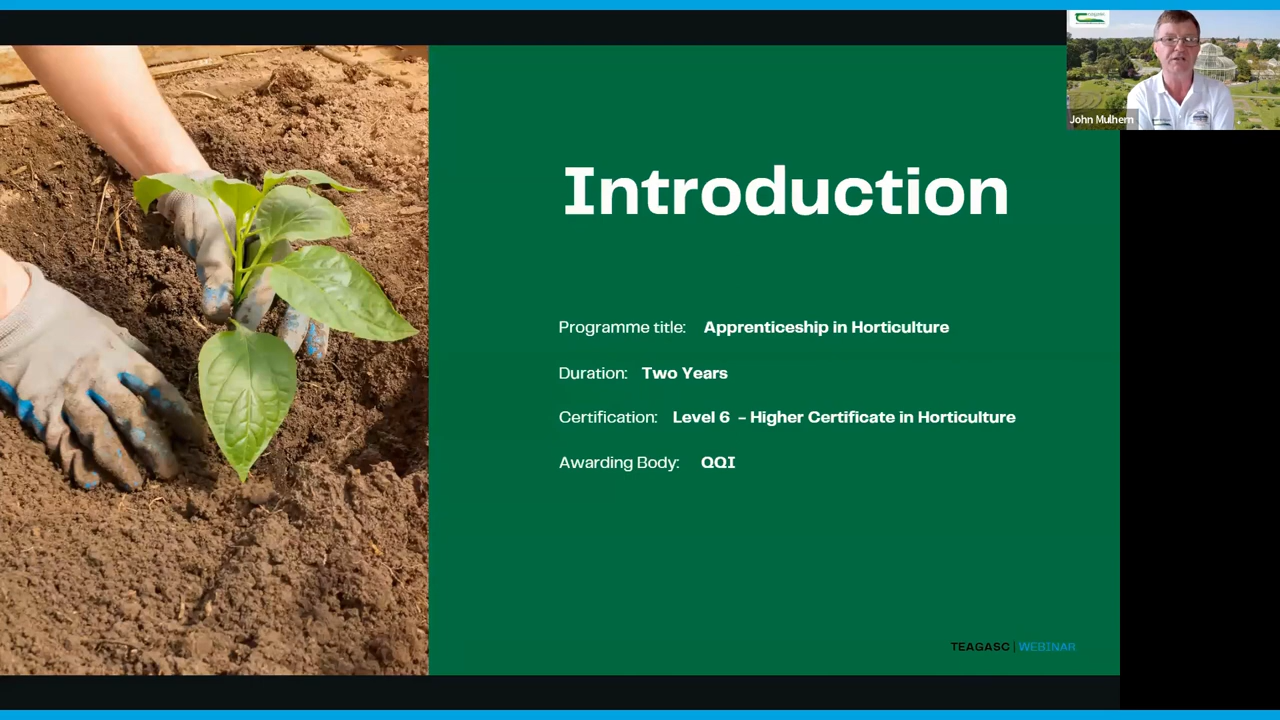 John Mulhern
Introduction
Programme title: Apprenticeship in Horticulture
Duration: Two Years
Certification: Level 6 - Higher Certificate in Horticulture
Awarding Body: QQI
TEAGASC | WEBINAR